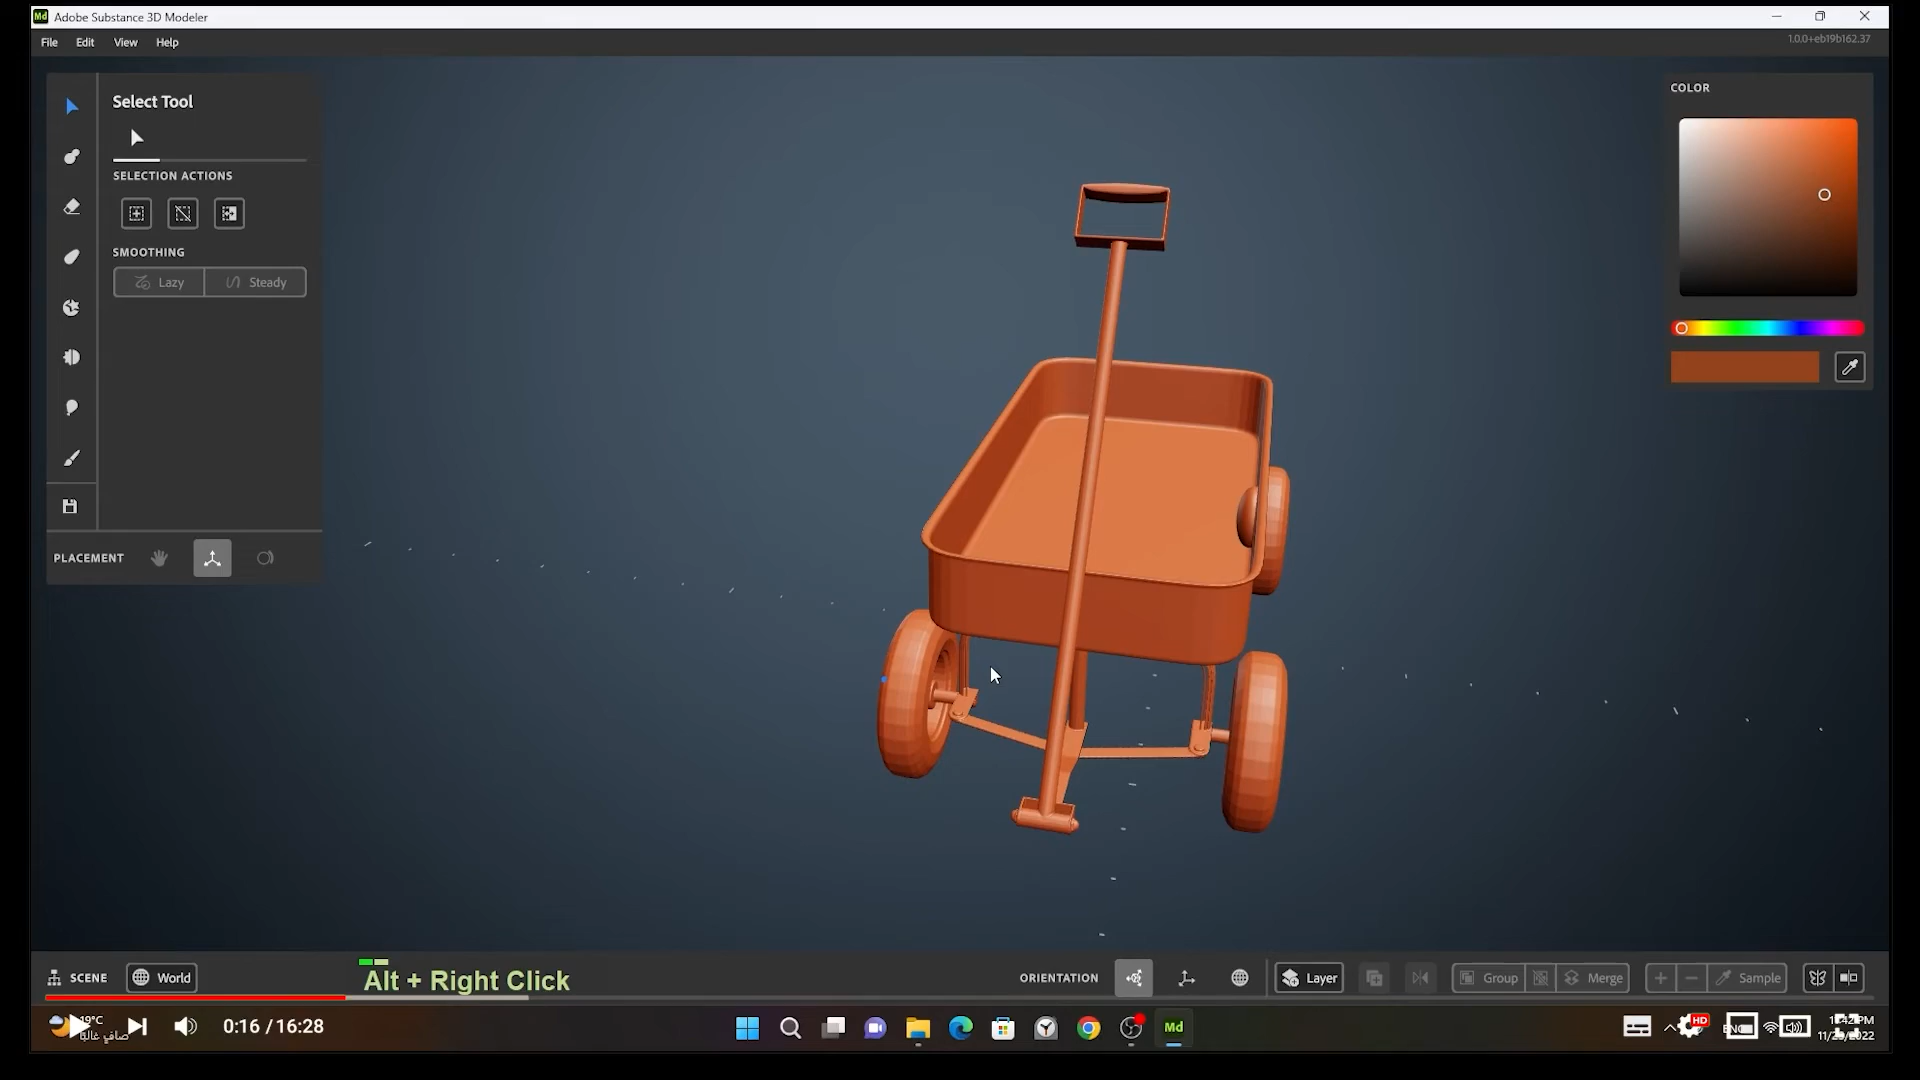 Adobe Substance 3D Modeler
File Edit View Help
1.0.0+eb19b162.37
Select Tool
SELECTION ACTIONS
SMOOTHING
Lazy Steady
PLACEMENT
COLOR
SCENE World
Alt + Right Click
ORIENTATION
Layer
Group
Merge
Sample
19°C
0:16 / 16:28
Md
HD